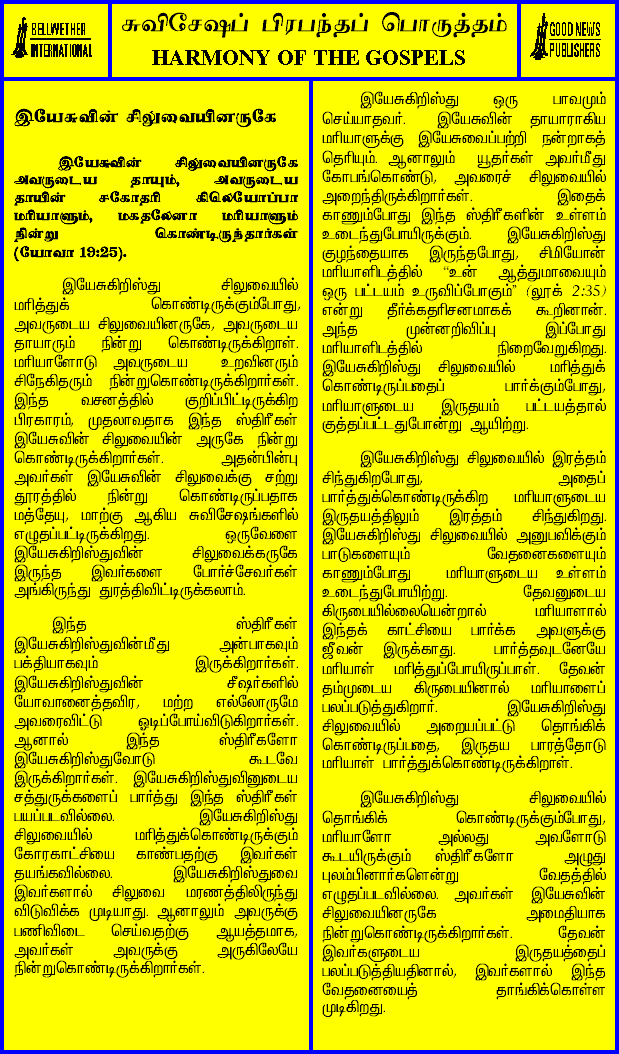 BELLWETHER
INTERNATIONAL
சுவிசேஷப் பிரபந்தப் பொருத்தம்
HARMONY OF THE GOSPELS
GOOD NEWS
PUBLISHERS
இயேசுவின் சிலுவையினருகே
இயேசுவின் சிலுவையினருகே
அவருடைய தாயும், அவருடைய
தாயின் சகோதரி கிலெயோப்பா
மரியாளும், மகதலேனா மரியாளும்
நின்று கொண்டிருந்தார்கள்
(யோவா 19:25).
இயேசுகிறிஸ்து சிலுவையில்
மரித்துக் கொண்டிருக்கும்போது,
அவருடைய சிலுவையினருகே, அவருடைய
தாயாரும் நின்று கொண்டிருக்கிறாள்.
மரியாளோடு அவருடைய உறவினரும்
சிநேகிதரும் நின்றுகொண்டிருக்கிறார்கள்.
இந்த வசனத்தில் குறிப்பிட்டிருக்கிற
பிரகாரம், முதலாவதாக இந்த ஸ்திரீகள்
இயேசுவின் சிலுவையின் அருகே நின்று
கொண்டிருக்கிறார்கள். அதன்பின்பு
அவர்கள் இயேசுவின் சிலுவைக்கு சற்று
தூரத்தில் நின்று கொண்டிருப்பதாக
மத்தேயு, மாற்கு ஆகிய சுவிசேஷங்களில்
எழுதப்பட்டிருக்கிறது. ஒருவேளை
இயேசுகிறிஸ்துவின் சிலுவைக்கருகே
இருந்த இவர்களை போர்ச்சேவர்கள்
அங்கிருந்து துரத்திவிட்டிருக்கலாம்.
இந்த ஸ்திரீகள்
இயேசுகிறிஸ்துவின்மீது அன்பாகவும்
பக்தியாகவும் இருக்கிறார்கள்.
இயேசுகிறிஸ்துவின் சீஷர்களில்
யோவானைத்தவிர, மற்ற எல்லோருமே
அவரைவிட்டு ஓடிப்போய்விடுகிறார்கள்.
ஆனால் இந்த ஸ்திரீகளோ
இயேசுகிறிஸ்துவோடு கூடவே
இருக்கிறார்கள். இயேசுகிறிஸ்துவினுடைய
சத்துருக்களைப் பார்த்து இந்த ஸ்திரீகள்
பயப்படவில்லை. இயேசுகிறிஸ்து
சிலுவையில் மரித்துக்கொண்டிருக்கும்
கோரகாட்சியை காண்பதற்கு இவர்கள்
தயங்கவில்லை. இயேசுகிறிஸ்துவை
இவர்களால் சிலுவை மரணத்திலிருந்து
விடுவிக்க முடியாது. ஆனாலும் அவருக்கு
பணிவிடை செய்வதற்கு ஆயத்தமாக,
அவர்கள் அவருக்கு அருகிலேயே
நின்றுகொண்டிருக்கிறார்கள்.
இயேசுகிறிஸ்து ஒரு பாவமும்
செய்யாதவர். இயேசுவின் தாயாராகிய
மரியாளுக்கு இயேசுவைப்பற்றி நன்றாகத்
தெரியும். ஆனாலும் யூதர்கள் அவர்மீது
கோபங்கொண்டு, அவரைச் சிலுவையில்
அறைந்திருக்கிறார்கள். இதைக்
காணும்போது இந்த ஸ்திரீகளின் உள்ளம்
உடைந்துபோயிருக்கும். இயேசுகிறிஸ்து
குழந்தையாக இருந்தபோது, சிமியோன்
மரியாளிடத்தில் "உன் ஆத்துமாவையும்
ஒரு பட்டயம் உருவிப்போகும்" (லூக் 2:35)
என்று தீர்க்கதரிசனமாகக் கூறினான்.
அந்த முன்னறிவிப்பு இப்போது
மரியாளிடத்தில் நிறைவேறுகிறது.
இயேசுகிறிஸ்து சிலுவையில் மரித்துக்
கொண்டிருப்பதைப் பார்க்கும்போது,
மரியாளுடைய இருதயம் பட்டயத்தால்
குத்தப்பட்டதுபோன்று ஆயிற்று.
இயேசுகிறிஸ்து சிலுவையில் இரத்தம்
சிந்துகிறபோது, அதைப்
பார்த்துக்கொண்டிருக்கிற மரியாளுடைய
இருதயத்திலும் இரத்தம் சிந்துகிறது.
இயேசுகிறிஸ்து சிலுவையில் அனுபவிக்கும்
பாடுகளையும் வேதனைகளையும்
காணும்போது மரியாளுடைய உள்ளம்
உடைந்துபோயிற்று. தேவனுடைய
கிருபையில்லையென்றால் மரியாளால்
இந்தக் காட்சியை பார்க்க அவளுக்கு
ஜீவன் இருக்காது. பார்த்தவுடனேயே
மரியாள் மரித்துப்போயிருப்பாள். தேவன்
தம்முடைய கிருபையினால் மரியாளைப்
பலப்படுத்துகிறார். இயேசுகிறிஸ்து
சிலுவையில் அறையப்பட்டு தொங்கிக்
கொண்டிருப்பதை, இருதய பாரத்தோடு
மரியாள் பார்த்துக்கொண்டிருக்கிறாள்.
இயேசுகிறிஸ்து சிலுவையில்
தொங்கிக் கொண்டிருக்கும்போது,
மரியாளோ அல்லது அவளோடு
கூடயிருக்கும் ஸ்திரீகளோ அழுது
புலம்பினார்களென்று வேதத்தில்
எழுதப்படவில்லை. அவர்கள் இயேசுவின்
சிலுவையினருகே அமைதியாக
நின்றுகொண்டிருக்கிறார்கள். தேவன்
இவர்களுடைய இருதயத்தைப்
பலப்படுத்தியதினால், இவர்களால் இந்த
வேதனையைத் தாங்கிக்கொள்ள
முடிகிறது.